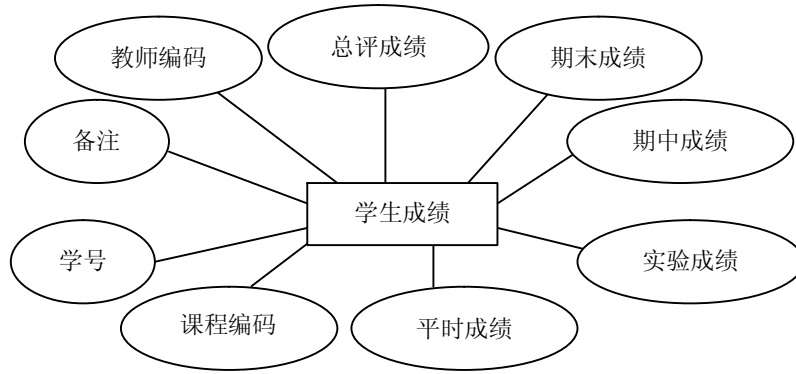 教师编码
总评成绩
期末成绩
备注
期中成绩
学生成绩
学号
实验成绩
课程编码
平时成绩